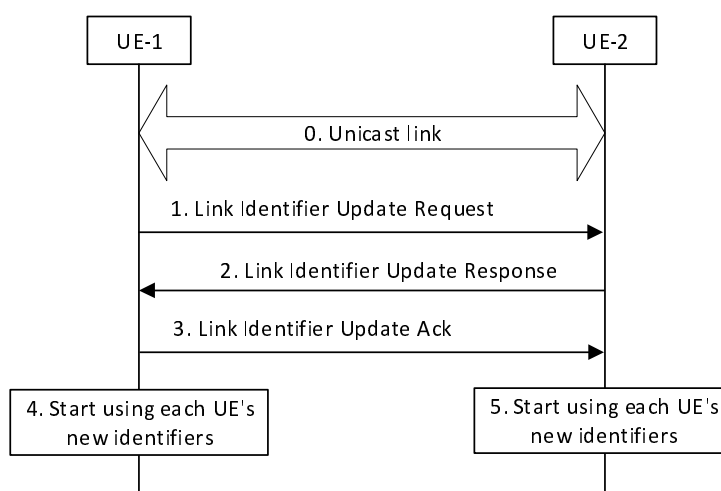 UE-1
UE-2
0. Unicast link
1. Link Identifier Update Request
2. Link Identifier Update Response
3. Link Identifier Update Ack
4. Start using each UE's
new identifiers
5. Start using each UE's
new identifiers